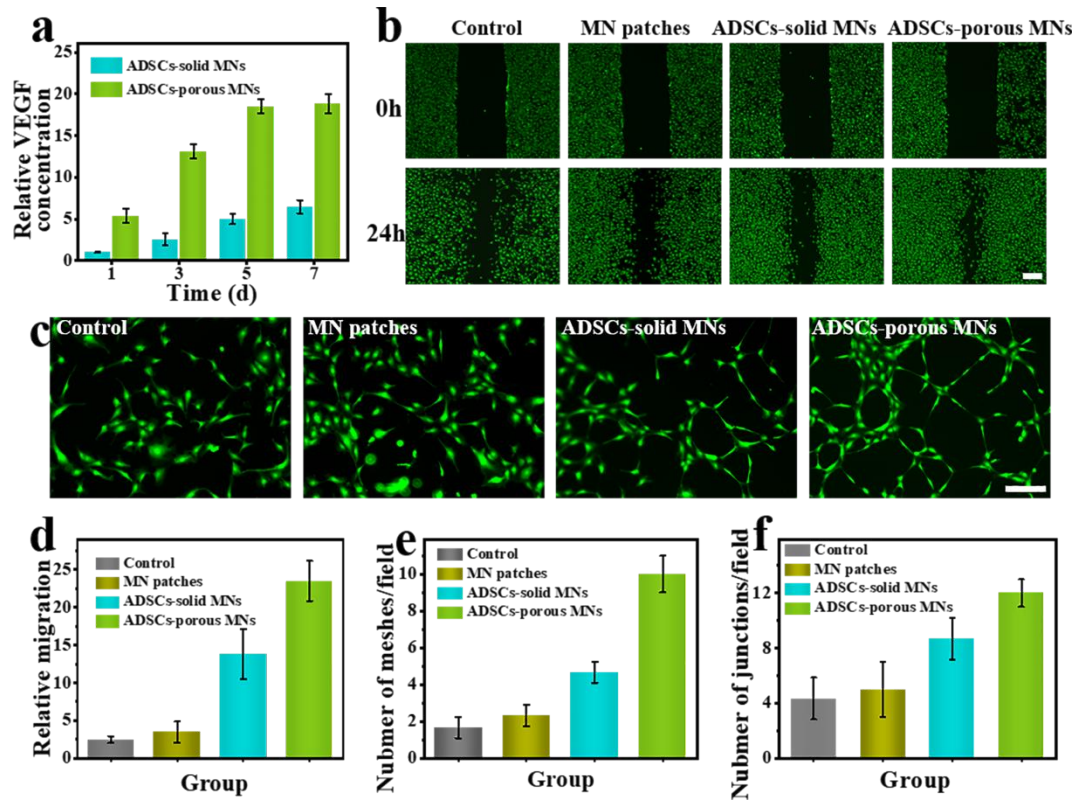 a
25
20
15
10
5
0
ADSCs-solid MNs
ADSCs-porous MNs
Relative VEGF
concentration
1 3 5 7
Time (d)
b
Control MN patches ADSCs-solid MNs ADSCs-porous MNs
0h
24h
c
Control MN patches ADSCs-solid MNs ADSCs-porous MNs
d
25
20
15
10
5
0
Control
MN patches
ADSCs-solid MNs
ADSCs-porous MNs
Relative migration
Group
e
10
8
6
4
2
0
Control
MN patches
ADSCs-solid MNs
ADSCs-porous MNs
Nubmer of meshes/field
Group
f
12
8
4
0
Control
MN patches
ADSCs-solid MNs
ADSCs-porous MNs
Nubmer of junctions/field
Group